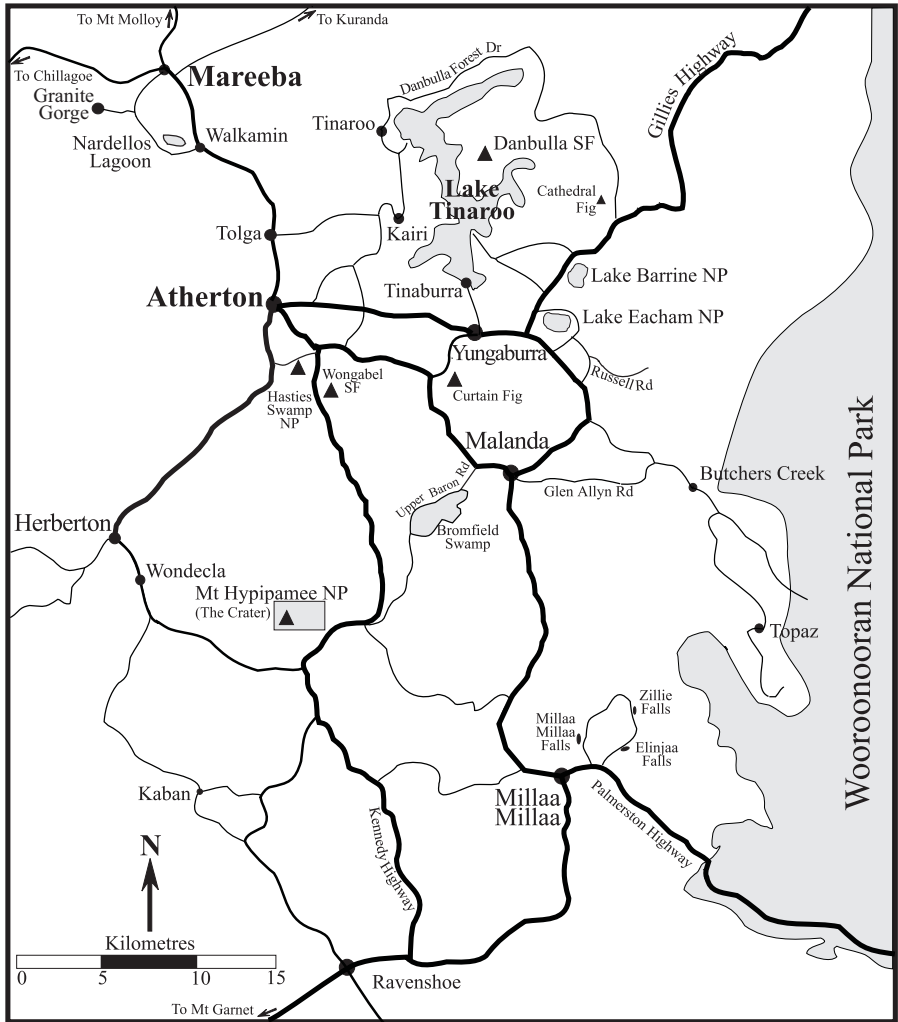 To Mt Molloy
To Kuranda
To Chillagoe
Mareeba
Granite
Gorge
Nardellos
Lagoon
Walkamin
Danbulla Forest Dr
Gillies Highway
Tinaroo
Danbulla SF
Lake
Tinaroo
Cathedral
Fig
Kairi
Tolga
Lake Barrine NP
Tinaburra
Atherton
Lake Eacham NP
Yungaburra
Russell Rd
Hasties
Swamp
NP
Wongabel
SF
Curtain Fig
Malanda
Upper Baron Rd
Glen Allyn Rd
Butchers Creek
Bromfield
Swamp
Herberton
Wondecla
Mt Hypipamee NP
(The Crater)
Topaz
Wooroonooran National Park
Zillie
Falls
Millaa
Millaa
Falls
Elinjaa
Falls
Millaa
Millaa
Palmerston Highway
Kaban
Kennedy Highway
N
Kilometres
0 5 10 15
Ravenshoe
To Mt Garnet